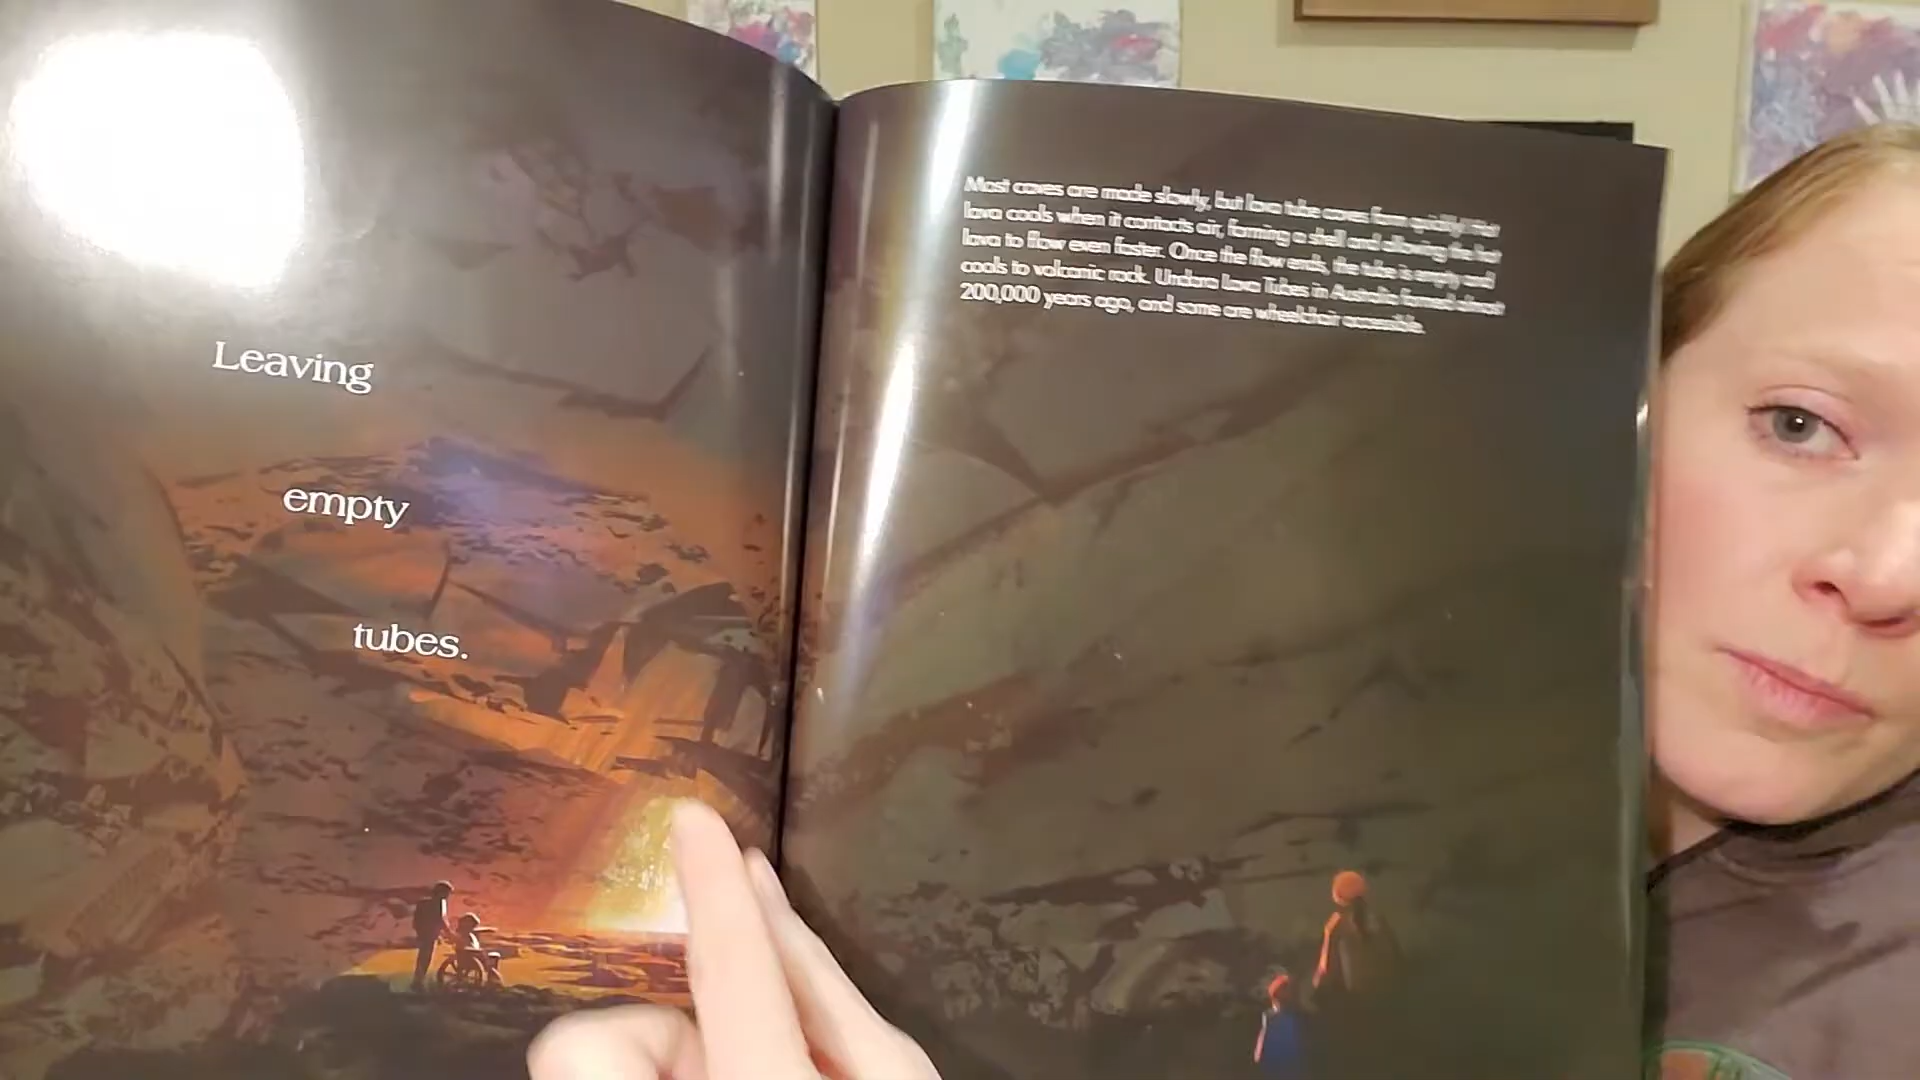 Leaving
empty
tubes.
Most caves are made slowly, but lava tube caves form quickly! Hot
lava cools when it contacts air, forming a shell and allowing the hot
lava to flow even faster. Once the flow ends, the tube is empty and
cools to volcanic rock. Undara Lava Tubes in Australia formed almost
200,000 years ago, and some are wheelchair accessible.